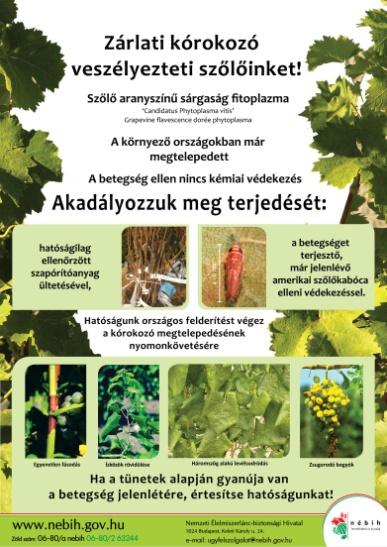 Zárlati kórokozó
veszélyezteti szőlőinket!
Szőlő aranyszínű sárgaság fitoplazma
"Candidatus Phytoplasma vitis"
Grapevine flavescence dorée phytoplasma
A környező országokban már
megtelepedett
A betegség ellen nincs kémiai védekezés
Akadályozzuk meg terjedését:
hatóságilag
ellenőrzött
szaporítóanyag
ültetésével,
a betegséget
terjesztő,
már jelenlévő
amerikai szőlőkabóca
elleni védekezéssel.
Hatóságunk országos felderítést végez
a kórokozó megtelepedésének
nyomonkövetésére
Egyenetlen fásodás
Ízközök rövidülése
Háromszög alakú levélsodródás
Zsugorodó bogyók
Ha a tünetek alapján gyanúja van
a betegség jelenlétére, értesítse hatóságunkat!
www.nebih.gov.hu
Zöld szám: 06-80/a nebih 06-80/2 63244
Nemzeti Élelmiszerlánc-biztonsági Hivatal
1024 Budapest, Keleti Károly u. 24.
e-mail: ugyfelszolgalat@nebih.gov.hu
nébih